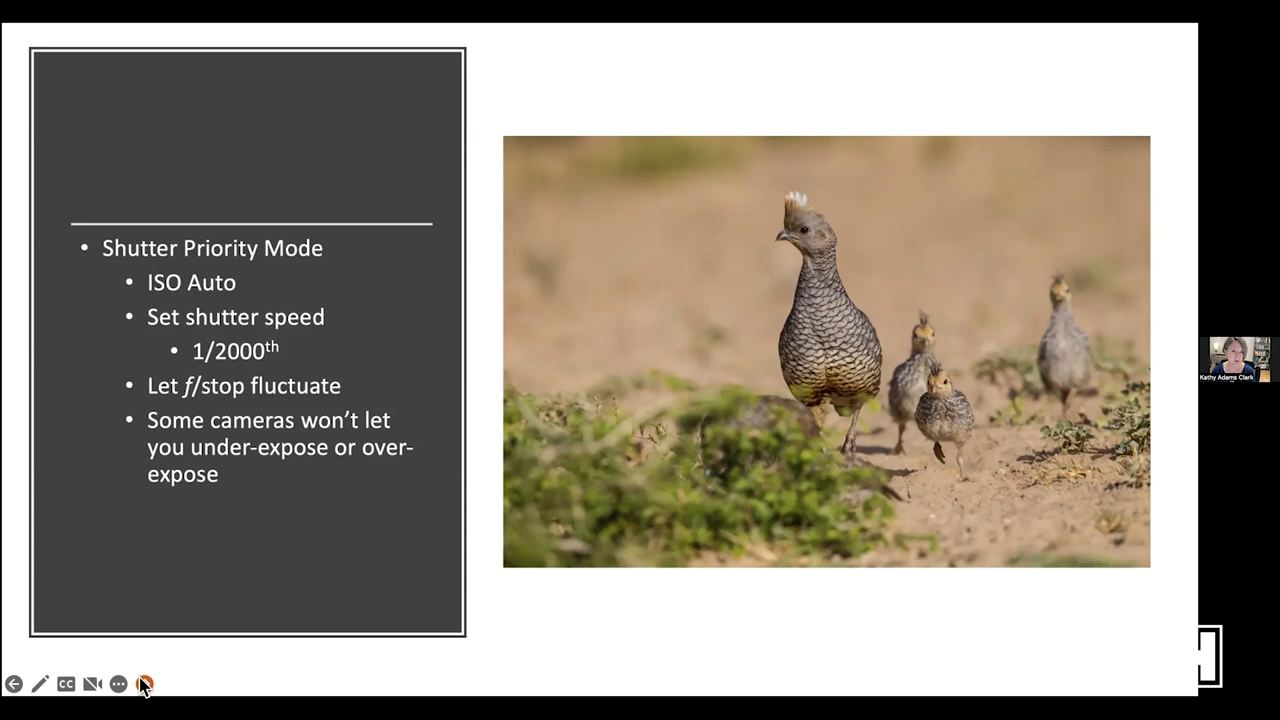 Shutter Priority Mode
ISO Auto
Set shutter speed
1/2000th
Let f/stop fluctuate
Some cameras won’t let
you under-expose or over-
expose
Kathy Adams Clark
CC